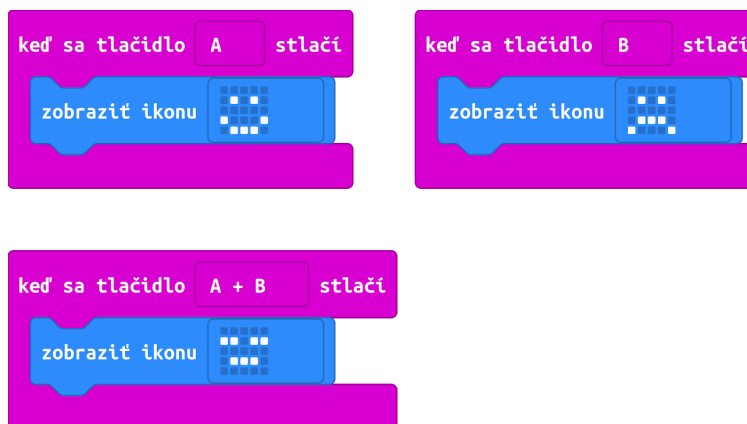 keď sa tlačidlo A stlačí
zobraziť ikonu
keď sa tlačidlo B stlačí
zobraziť ikonu
keď sa tlačidlo A + B stlačí
zobraziť ikonu